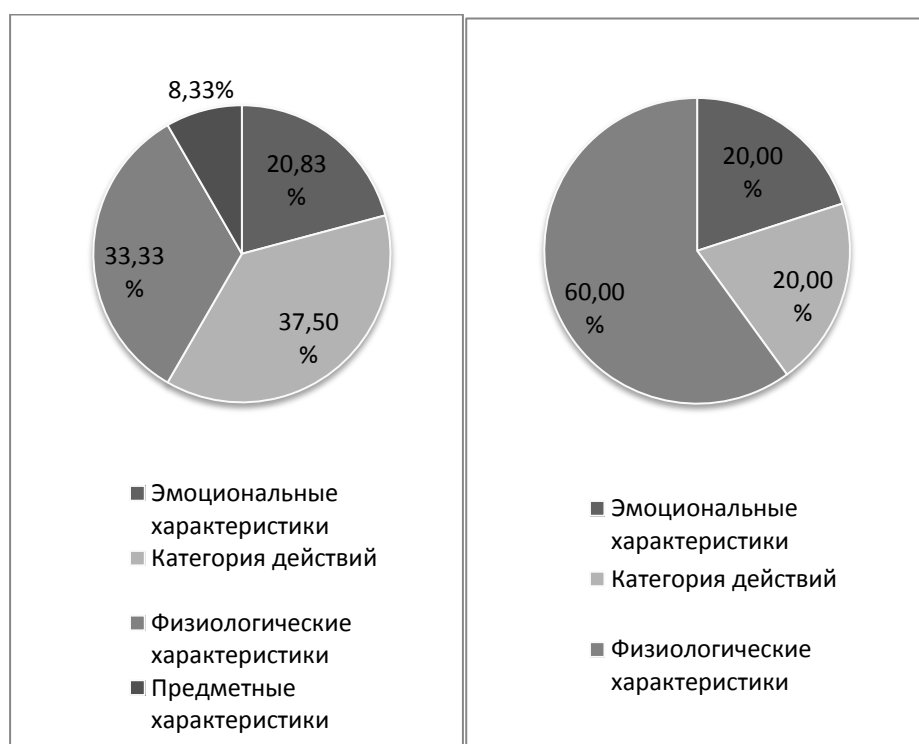 8,33%
20,83
%
33,33
%
37,50
%
Эмоциональные
характеристики
Категория действий
Физиологические
характеристики
Предметные
характеристики
20,00
%
20,00
%
60,00
%
Эмоциональные
характеристики
Категория действий
Физиологические
характеристики